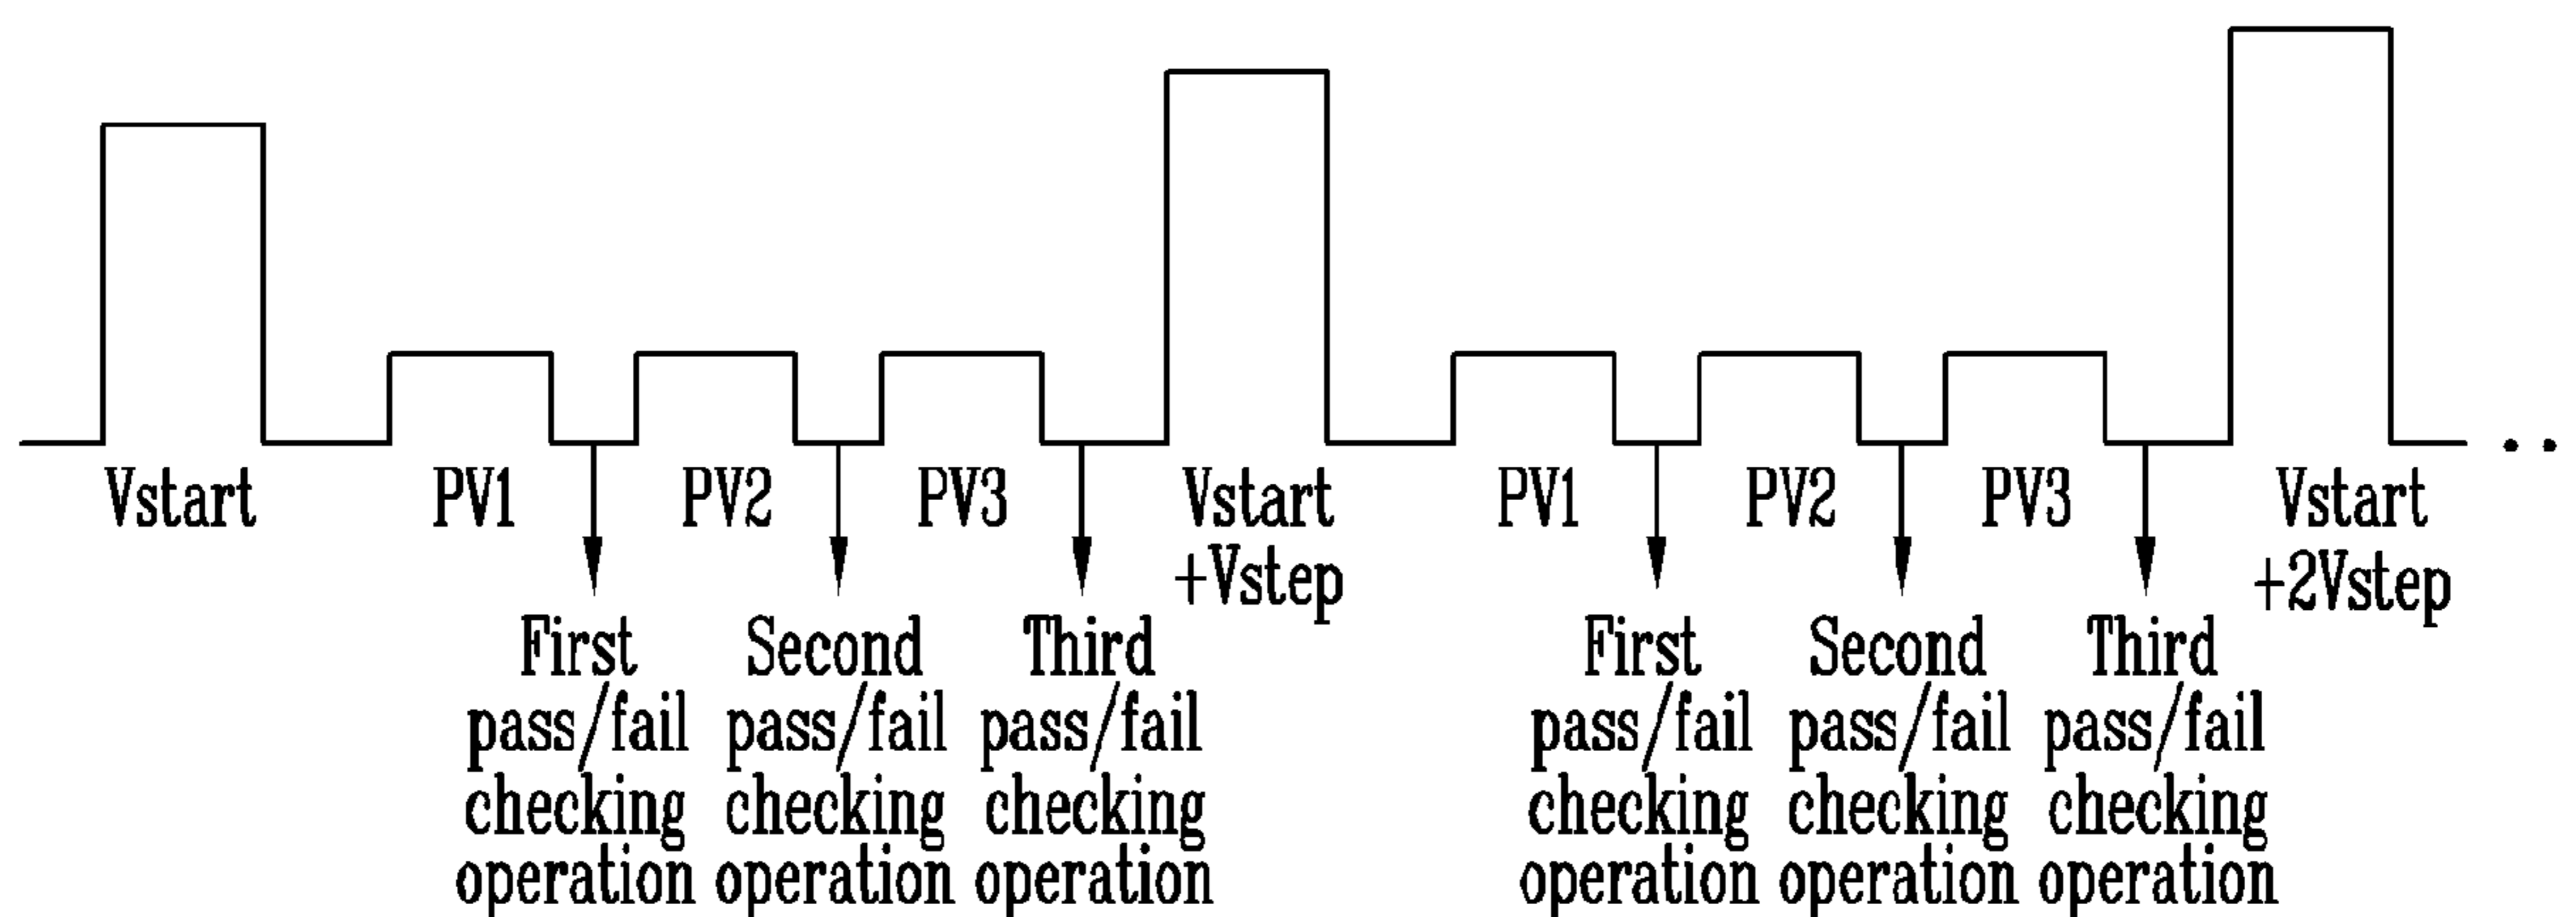 Vstart
PV1
PV2
PV3
Vstart
+Vstep
PV1
PV2
PV3
Vstart
+2Vstep
First
pass/fail
checking
operation
Second
pass/fail
checking
operation
Third
pass/fail
checking
operation
First
pass/fail
checking
operation
Second
pass/fail
checking
operation
Third
pass/fail
checking
operation